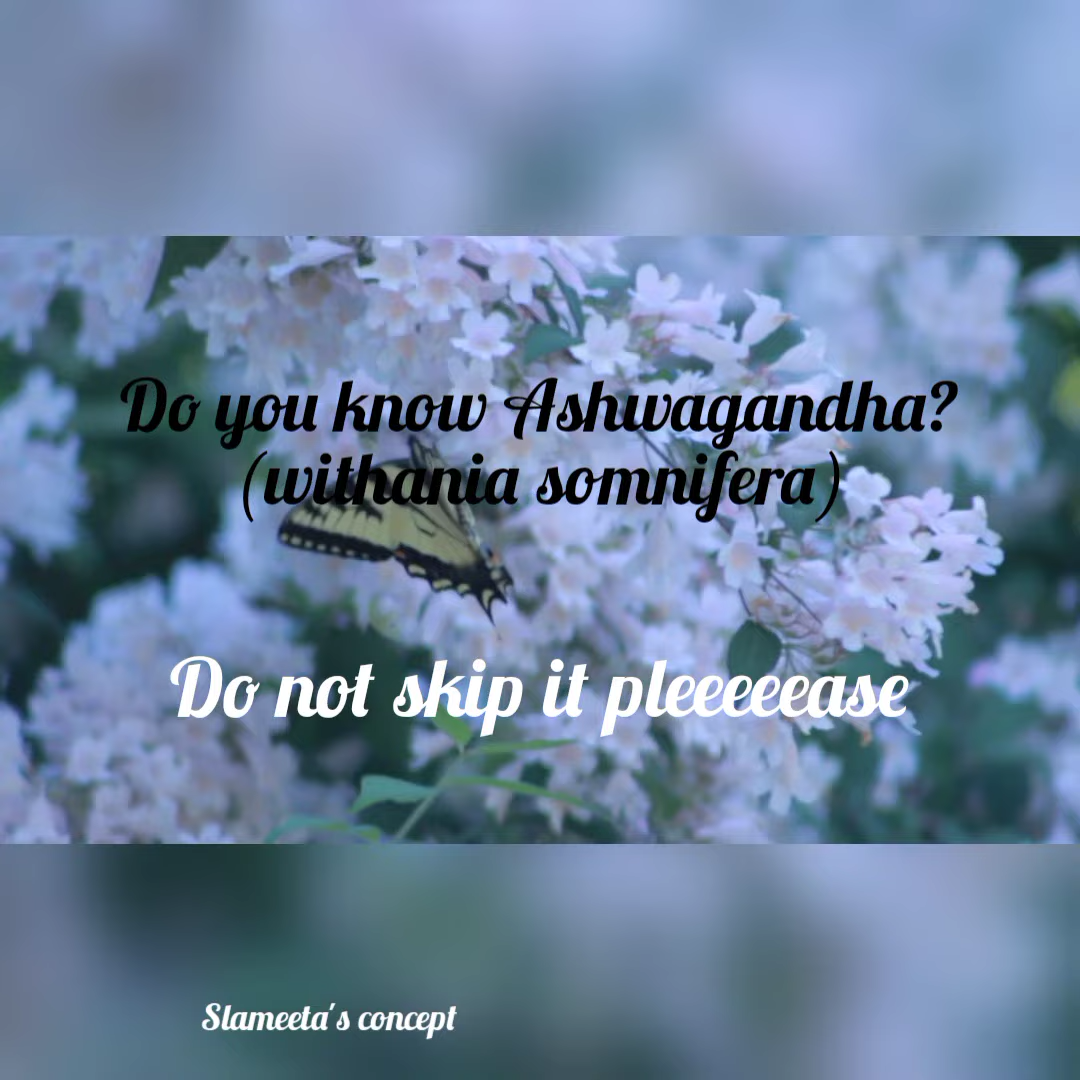 Do you know Ashwagandha?
(withania somnifera)
Do not skip it pleeeeease
Slameeta's concept